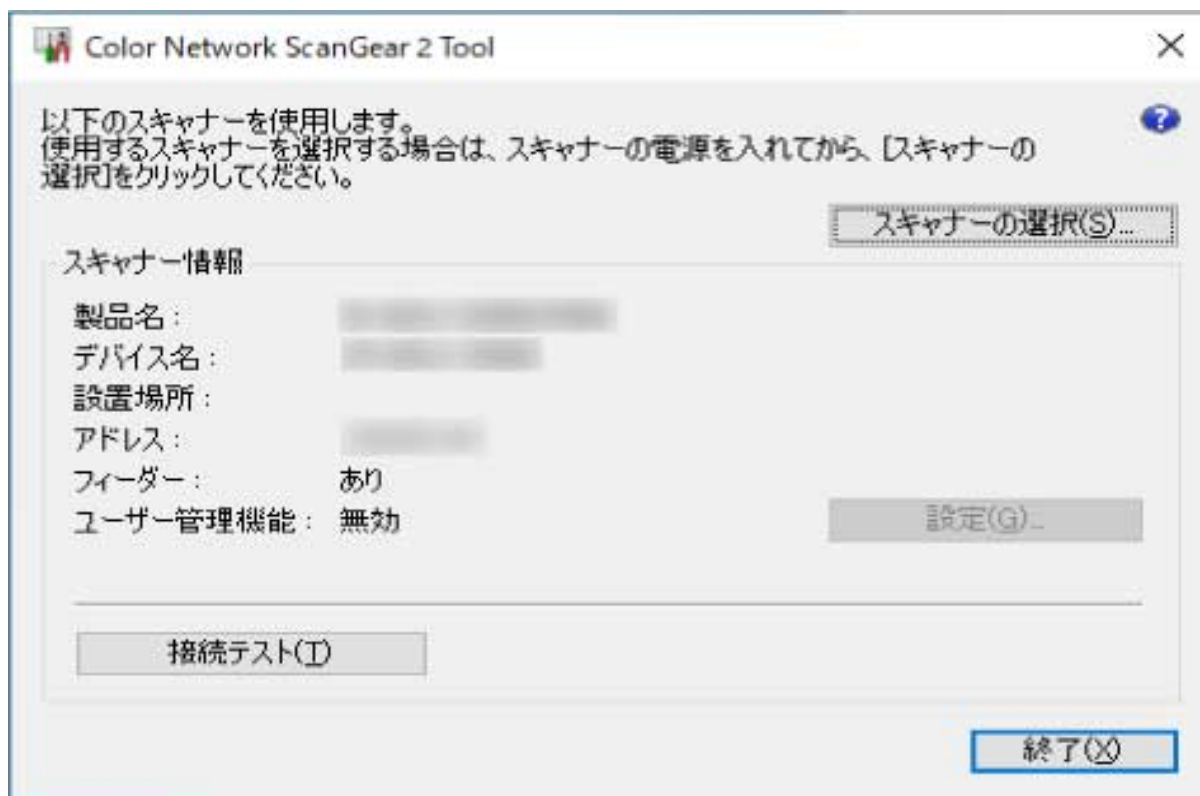 Color Network ScanGear 2 Tool
以下のスキャナーを使用します。
使用するスキャナーを選択する場合は、スキャナーの電源を入れてから、[スキャナーの
選択]をクリックしてください。
スキャナーの選択(S)...
スキャナー情報
製品名:
デバイス名:
設置場所:
アドレス:
フィーダー: あり
ユーザー管理機能: 無効
設定(G)...
接続テスト(T)
終了(X)